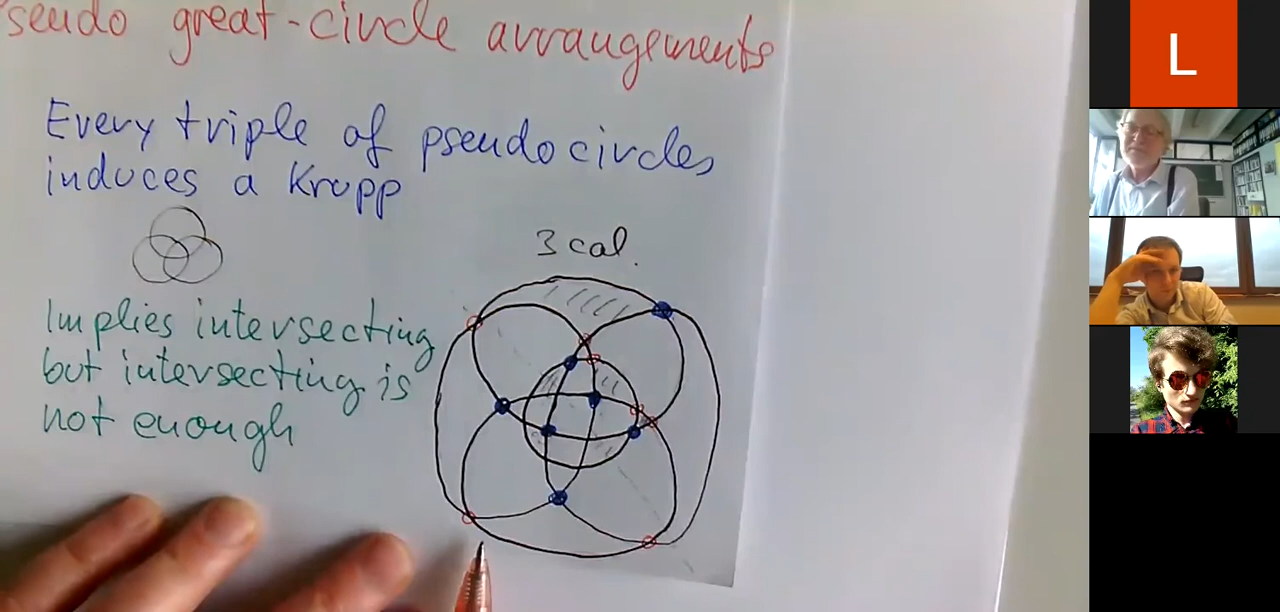 seudo great-circle arrangements
Every triple of pseudocircles
induces a Krupp
3 col.
Implies intersecting
but intersecting is
not enough
L